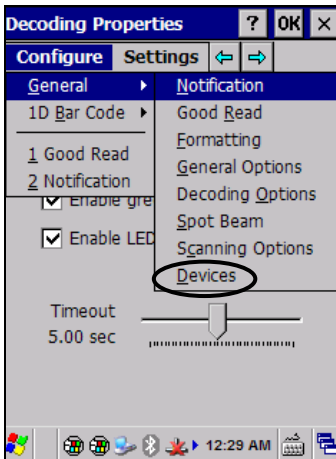 Decoding Properties ? OK ×
Configure Settings
General
1D Bar Code
1 Good Read
2 Notification
Notification
Good Read
Formatting
General Options
Decoding Options
Spot Beam
Scanning Options
Devices
Enable gre
Enable LED
Timeout
5.00 sec
12:29 AM